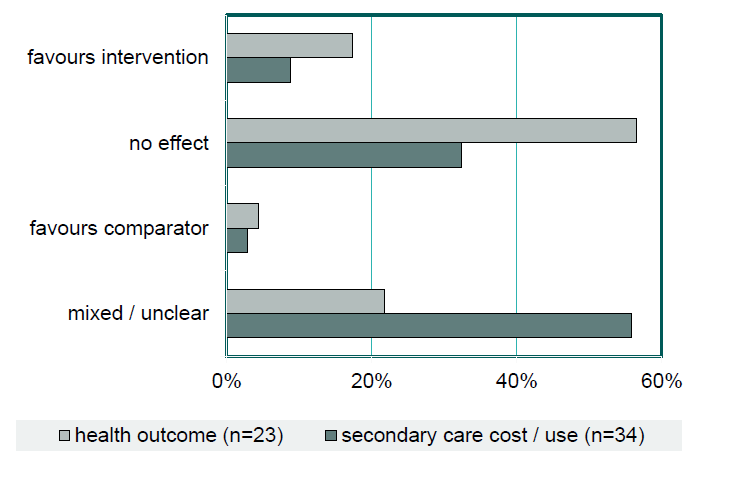 favours intervention
no effect
favours comparator
mixed / unclear
0% 20% 40% 60%
health outcome (n=23) secondary care cost / use (n=34)